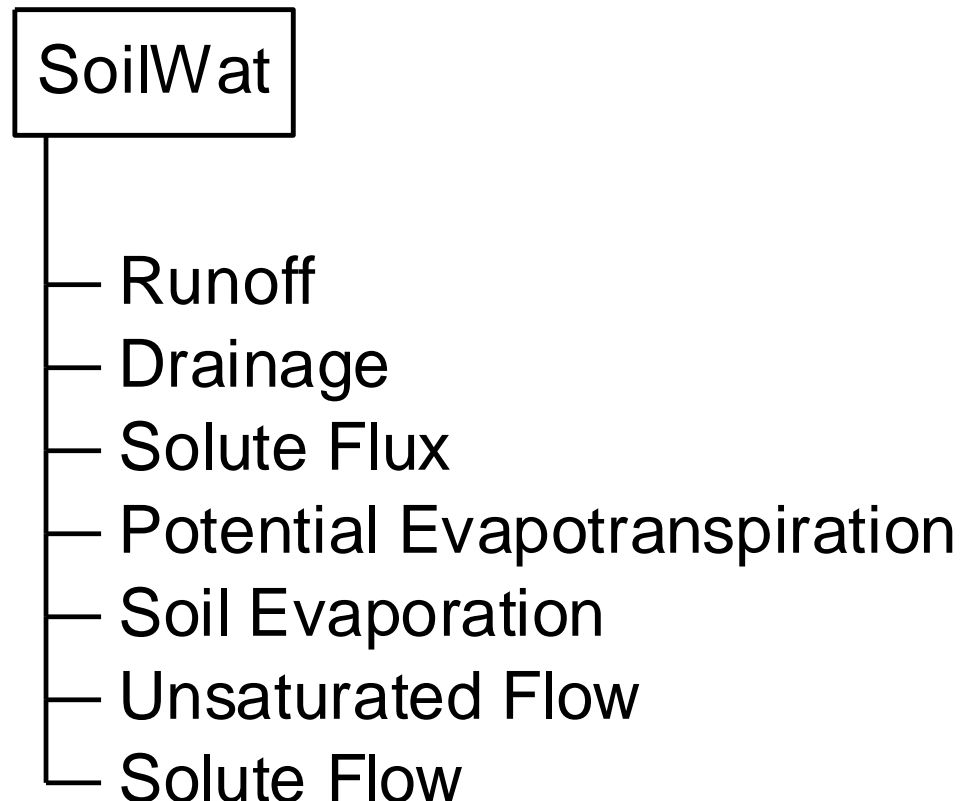 SoilWat
Runoff
Drainage
Solute Flux
Potential Evapotranspiration
Soil Evaporation
Unsaturated Flow
Solute Flow